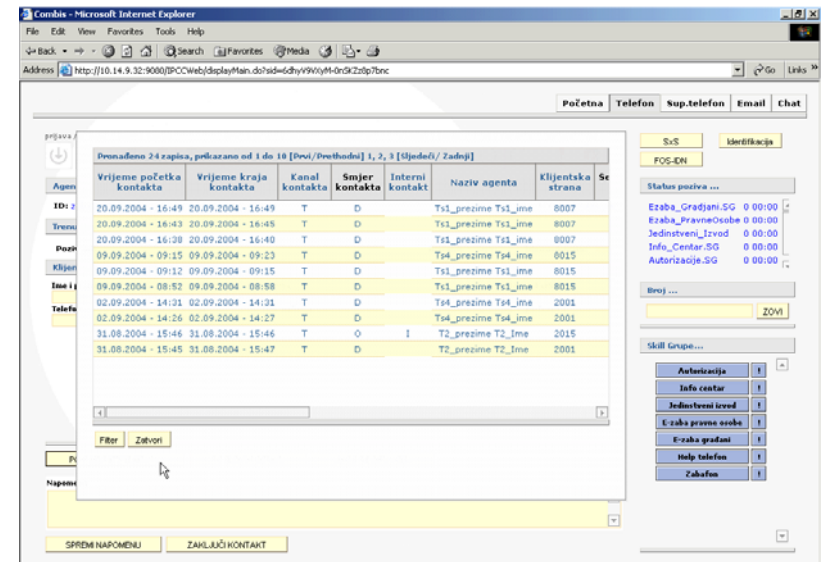 Combis - Microsoft Internet Explorer
File Edit View Favorites Tools Help
Back Search Favorites Media
Address http://10.14.9.32:9080/IPCCWeb/displayMain.do?sid=6dhyV9VXyM-0nSK2z8p7bnc Go Links »
Početna Telefon Sup.telefon Email Chat
prijava /
SxS Identifikacija
FOS-IDN
Pronađeno 24 zapisa, prikazano od 1 do 10 [Prvi/Prethodni] 1, 2, 3 [Sljedeći/ Zadnji]
Vrijeme početka kontakta Vrijeme kraja kontakta Kanal kontakta Smjer kontakta Interni kontakt Naziv agenta Klijentska strana Se
20.09.2004 - 16:49 20.09.2004 - 16:49 T D Ts1_prezime Ts1_ime 8007
20.09.2004 - 16:43 20.09.2004 - 16:45 T D Ts1_prezime Ts1_ime 8007
20.09.2004 - 16:38 20.09.2004 - 16:40 T D Ts1_prezime Ts1_ime 8007
09.09.2004 - 09:15 09.09.2004 - 09:23 T D Ts4_prezime Ts4_ime 8015
09.09.2004 - 09:12 09.09.2004 - 09:15 T D Ts1_prezime Ts1_ime 8015
09.09.2004 - 08:52 09.09.2004 - 08:58 T D Ts1_prezime Ts1_ime 8015
02.09.2004 - 14:31 02.09.2004 - 14:31 T D Ts4_prezime Ts4_ime 2001
02.09.2004 - 14:26 02.09.2004 - 14:27 T D Ts4_prezime Ts4_ime 2001
31.08.2004 - 15:46 31.08.2004 - 15:46 T O I T2_prezime T2_Ime 2015
31.08.2004 - 15:45 31.08.2004 - 15:47 T D T2_prezime T2_Ime 2001
Filter Zatvori
Agen
ID: 2
Trenu
Poziv
Klijen
Ime i p
Telefo
Napome
SPREMI NAPOMENU ZAKLJUČI KONTAKT
Status poziva ...
Ezaba_Gradjani.SG 0 00:00
Ezaba_PravneOsobe 0 00:00
Jedinstveni_Izvod 0 00:00
Info_Centar.SG 0 00:00
Autorizacije.SG 0 00:00
Broj ...
ZOVI
Skill Grupe...
Autorizacija !
Info centar !
Jedinstveni izvod !
E-zaba pravne osobe !
E-zaba građani !
Help telefon !
Zabafon !